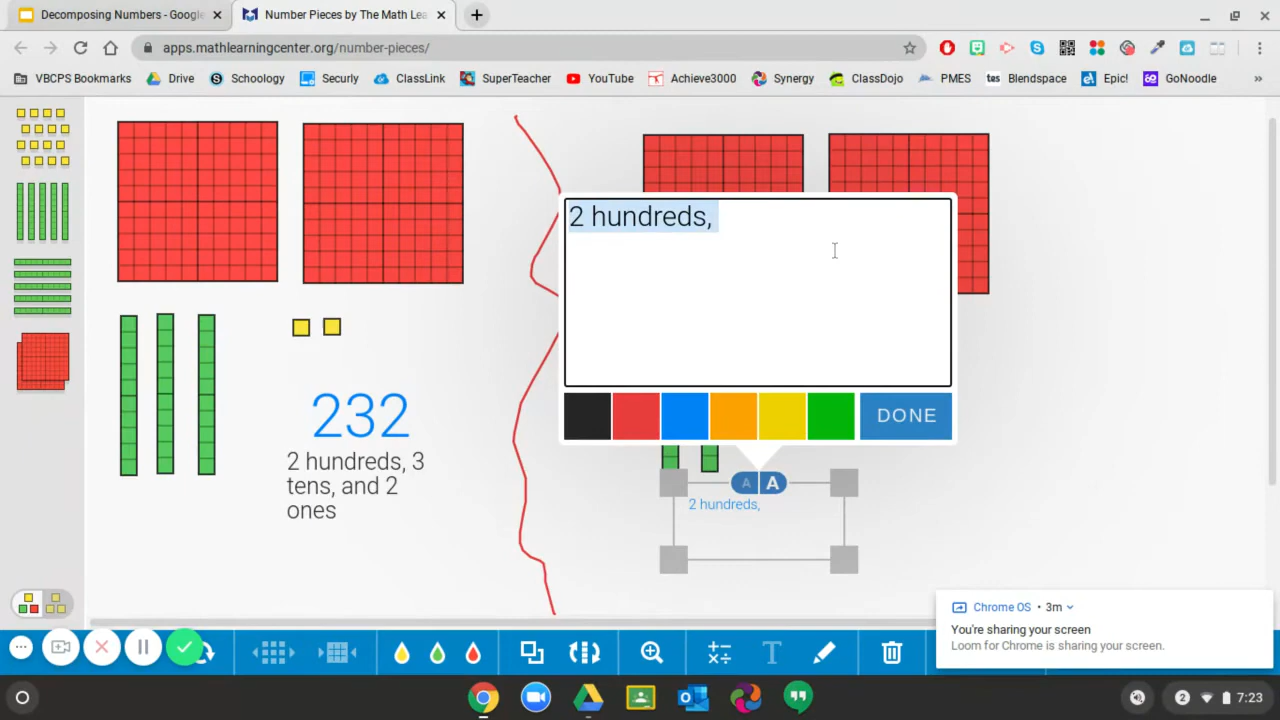 Decomposing Numbers - Google
Number Pieces by The Math Lea
apps.mathlearningcenter.org/number-pieces/
VBCPS Bookmarks
Drive
Schoology
Securly
ClassLink
SuperTeacher
YouTube
Achieve3000
Synergy
ClassDojo
PMES
tes Blendspace
Epic!
GoNoodle
»
2 hundreds,
DONE
A A
2 hundreds,
232
2 hundreds, 3
tens, and 2
ones
Chrome OS • 3m
You're sharing your screen
Loom for Chrome is sharing your screen.
T
2
7:23